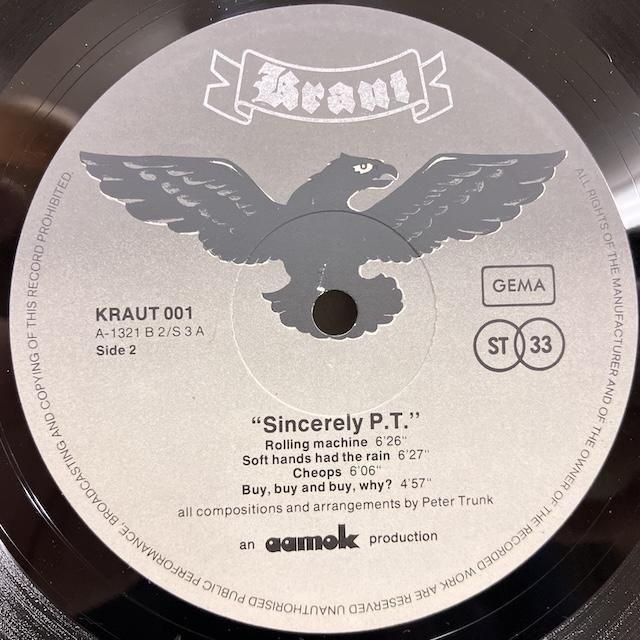 Kraut
GEMA
KRAUT 001
A-1321 B 2/S 3 A
Side 2
ST 33
“Sincerely P.T.”
Rolling machine 6'26"
Soft hands had the rain 6'27"
Cheops 6'06"
Buy, buy and buy, why? 4'57"
all compositions and arrangements by Peter Trunk
an aamok production
ALL RIGHTS OF THE MANUFACTURER AND OF THE OWNER OF THE RECORDED WORK ARE RESERVED UNAUTHORISED PUBLIC PERFORMANCE BROADCASTING AND COPYING OF THIS RECORD PROHIBITED.